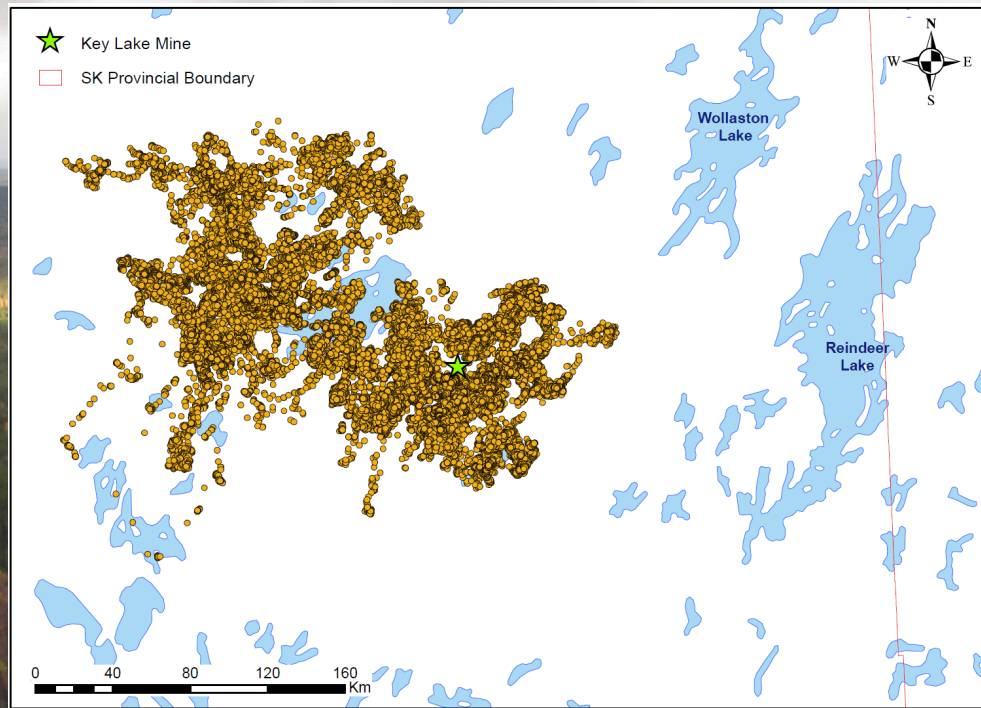 Key Lake Mine
SK Provincial Boundary
N
W
E
S
Wollaston
Lake
Reindeer
Lake
0
40
80
120
160
Km